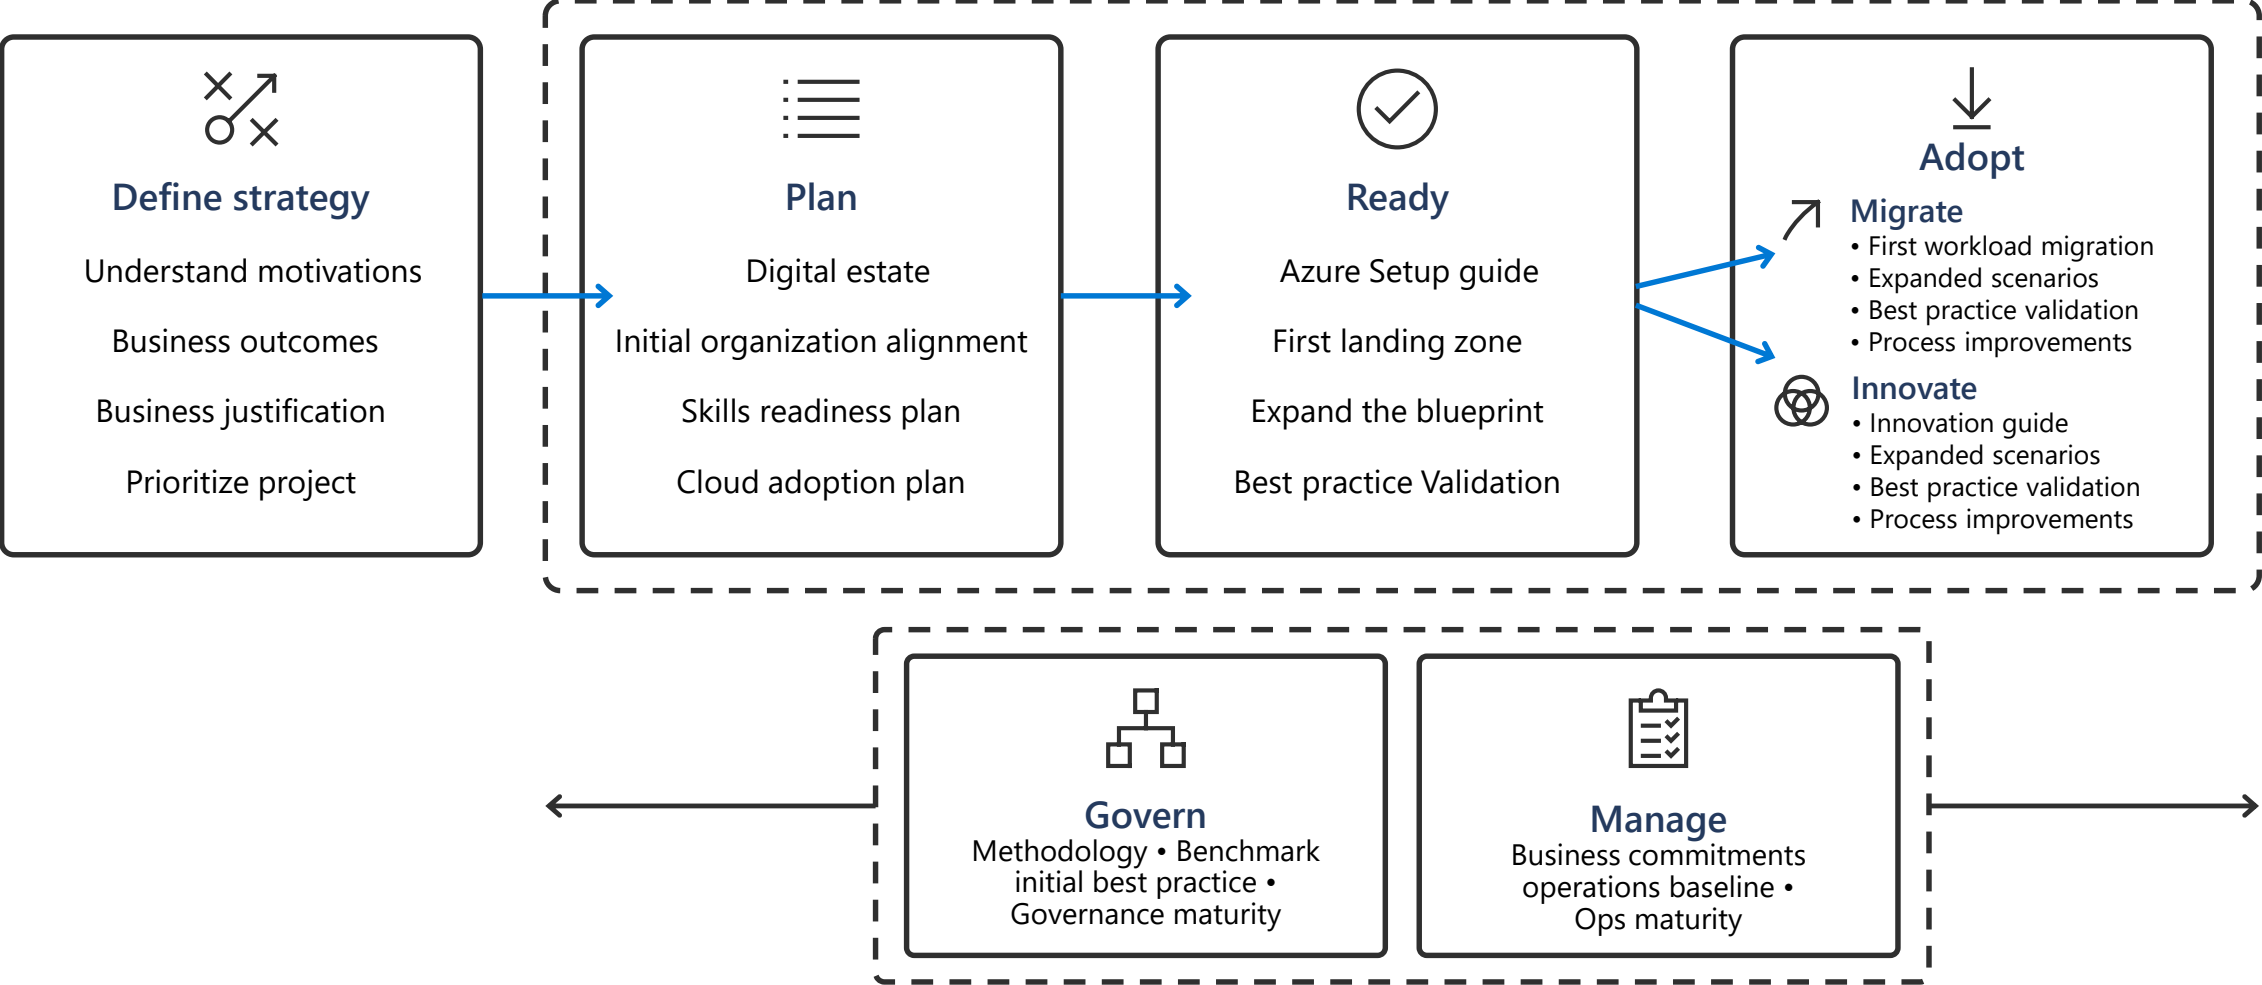 Define strategy
Understand motivations
Business outcomes
Business justification
Prioritize project
Plan
Digital estate
Initial organization alignment
Skills readiness plan
Cloud adoption plan
Ready
Azure Setup guide
First landing zone
Expand the blueprint
Best practice Validation
Adopt
Migrate
• First workload migration
• Expanded scenarios
• Best practice validation
• Process improvements
Innovate
• Innovation guide
• Expanded scenarios
• Best practice validation
• Process improvements
Govern
Methodology • Benchmark
initial best practice •
Governance maturity
Manage
Business commitments
operations baseline •
Ops maturity